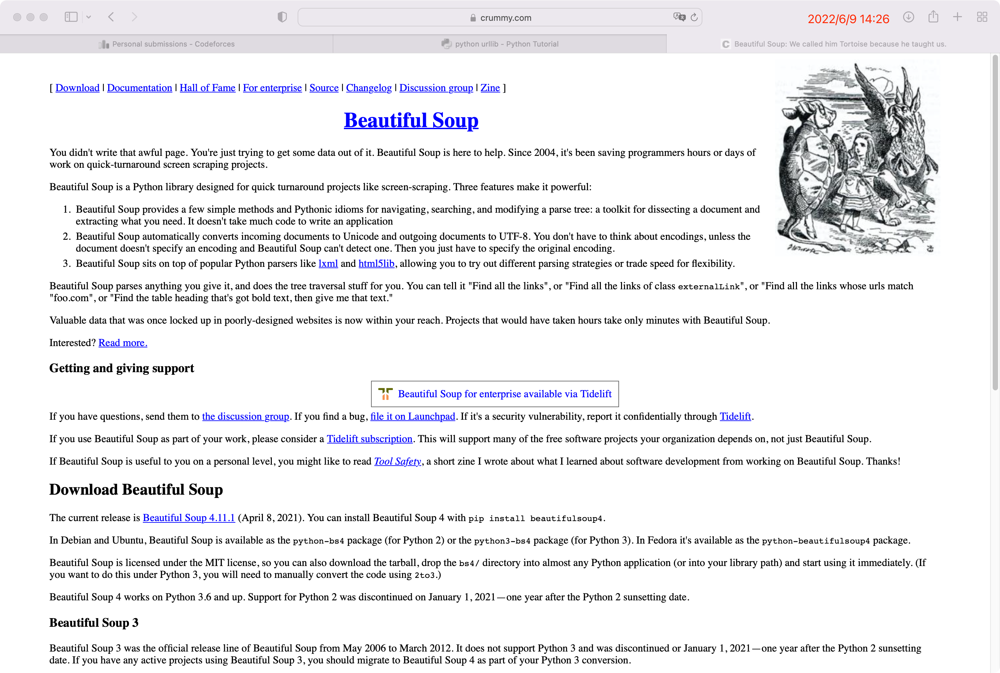 crummy.com
2022/6/9 14:26
Personal submissions - Codeforces
python urllib - Python Tutorial
C Beautiful Soup: We called him Tortoise because he taught us.
[ Download | Documentation | Hall of Fame | For enterprise | Source | Changelog | Discussion group | Zine ]
Beautiful Soup
You didn't write that awful page. You're just trying to get some data out of it. Beautiful Soup is here to help. Since 2004, it's been saving programmers hours or days of
work on quick-turnaround screen scraping projects.
Beautiful Soup is a Python library designed for quick turnaround projects like screen-scraping. Three features make it powerful:
1. Beautiful Soup provides a few simple methods and Pythonic idioms for navigating, searching, and modifying a parse tree: a toolkit for dissecting a document and
extracting what you need. It doesn't take much code to write an application
2. Beautiful Soup automatically converts incoming documents to Unicode and outgoing documents to UTF-8. You don't have to think about encodings, unless the
document doesn't specify an encoding and Beautiful Soup can't detect one. Then you just have to specify the original encoding.
3. Beautiful Soup sits on top of popular Python parsers like lxml and html5lib, allowing you to try out different parsing strategies or trade speed for flexibility.
Beautiful Soup parses anything you give it, and does the tree traversal stuff for you. You can tell it "Find all the links", or "Find all the links of class externalLink", or "Find all the links whose urls match
"foo.com", or "Find the table heading that's got bold text, then give me that text."
Valuable data that was once locked up in poorly-designed websites is now within your reach. Projects that would have taken hours take only minutes with Beautiful Soup.
Interested? Read more.
Getting and giving support
Beautiful Soup for enterprise available via Tidelift
If you have questions, send them to the discussion group. If you find a bug, file it on Launchpad. If it's a security vulnerability, report it confidentially through Tidelift.
If you use Beautiful Soup as part of your work, please consider a Tidelift subscription. This will support many of the free software projects your organization depends on, not just Beautiful Soup.
If Beautiful Soup is useful to you on a personal level, you might like to read Tool Safety, a short zine I wrote about what I learned about software development from working on Beautiful Soup. Thanks!
Download Beautiful Soup
The current release is Beautiful Soup 4.11.1 (April 8, 2021). You can install Beautiful Soup 4 with pip install beautifulsoup4.
In Debian and Ubuntu, Beautiful Soup is available as the python-bs4 package (for Python 2) or the python3-bs4 package (for Python 3). In Fedora it's available as the python-beautifulsoup4 package.
Beautiful Soup is licensed under the MIT license, so you can also download the tarball, drop the bs4/ directory into almost any Python application (or into your library path) and start using it immediately. (If
you want to do this under Python 3, you will need to manually convert the code using 2to3.)
Beautiful Soup 4 works on Python 3.6 and up. Support for Python 2 was discontinued on January 1, 2021—one year after the Python 2 sunsetting date.
Beautiful Soup 3
Beautiful Soup 3 was the official release line of Beautiful Soup from May 2006 to March 2012. It does not support Python 3 and was discontinued or January 1, 2021—one year after the Python 2 sunsetting
date. If you have any active projects using Beautiful Soup 3, you should migrate to Beautiful Soup 4 as part of your Python 3 conversion.